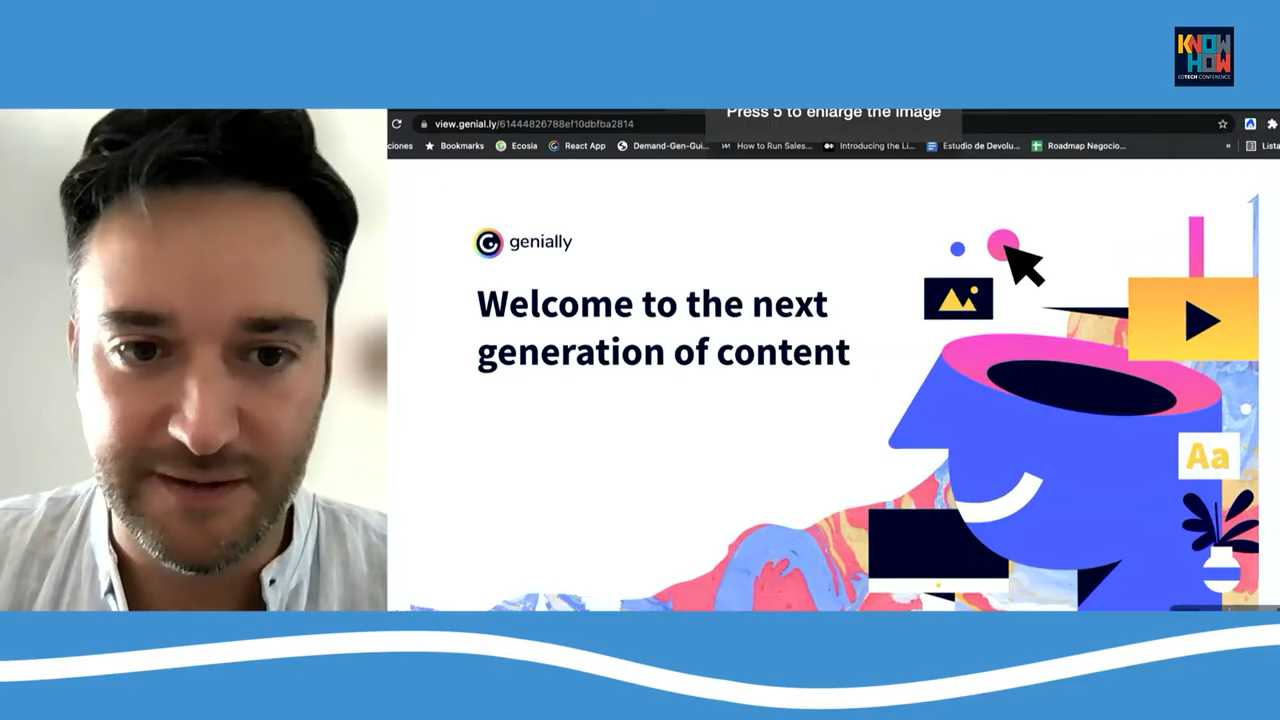 KNOW
HOW
EDTECH CONFERENCE
Press 5 to enlarge the image
view.genial.ly/61444826788ef10dbfba2814
ciones Bookmarks Ecosia React App Demand-Gen-Gui... How to Run Sales... Introducing the Li... Estudio de Devolu... Roadmap Negocio... » Lista
genially
Welcome to the next
generation of content
Aa